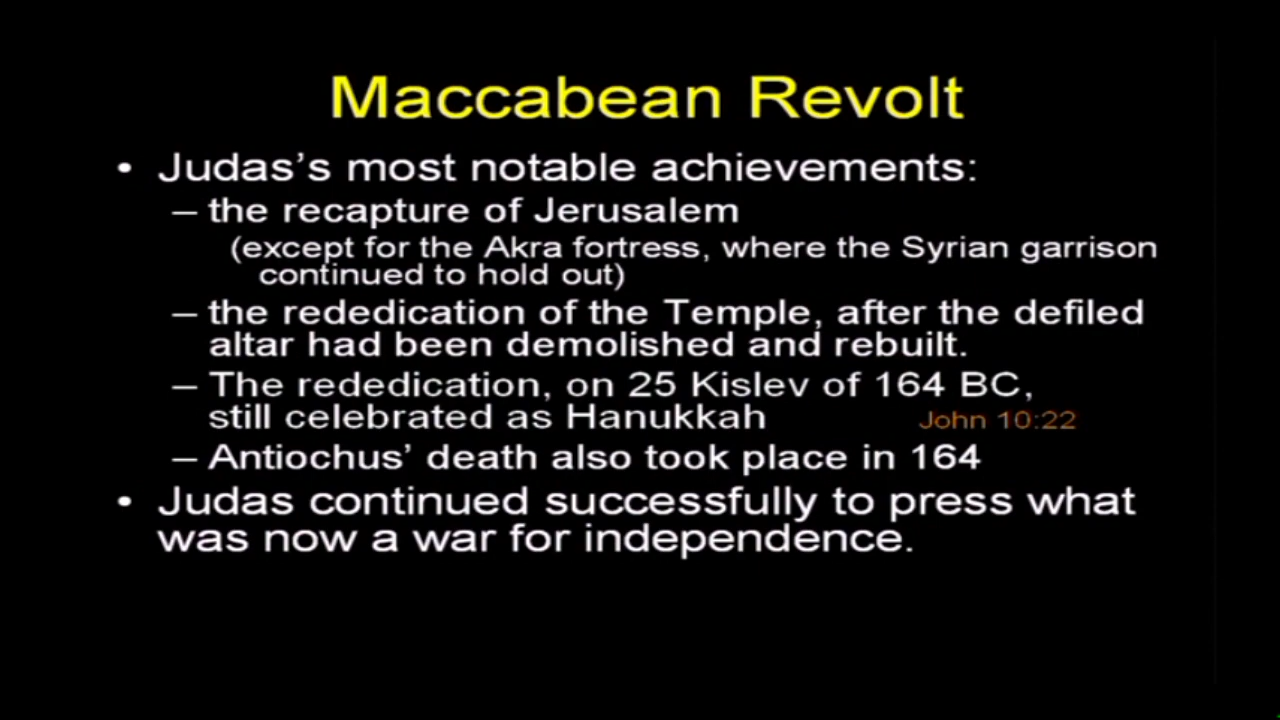 Maccabean Revolt
• Judas’s most notable achievements:
– the recapture of Jerusalem
(except for the Akra fortress, where the Syrian garrison
continued to hold out)
– the rededication of the Temple, after the defiled
altar had been demolished and rebuilt.
– The rededication, on 25 Kislev of 164 BC,
still celebrated as Hanukkah John 10:22
– Antiochus’ death also took place in 164
• Judas continued successfully to press what
was now a war for independence.